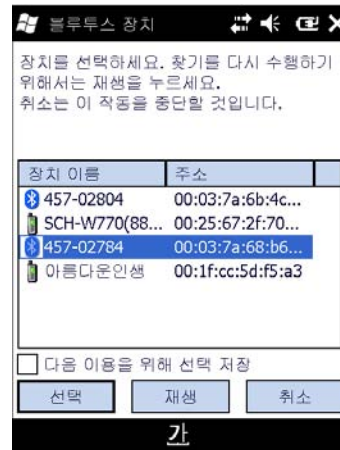 블루투스 장치
장치를 선택하세요. 찾기를 다시 수행하기
위해서는 재생을 누르세요.
취소는 이 작동을 중단할 것입니다.
장치 이름 주소
457-02804 00:03:7a:6b:4c...
SCH-W770(88... 00:25:67:2f:70...
457-02784 00:03:7a:68:b6...
아름다운인생 00:1f:cc:5d:f5:a3
다음 이용을 위해 선택 저장
선택 재생 취소
가